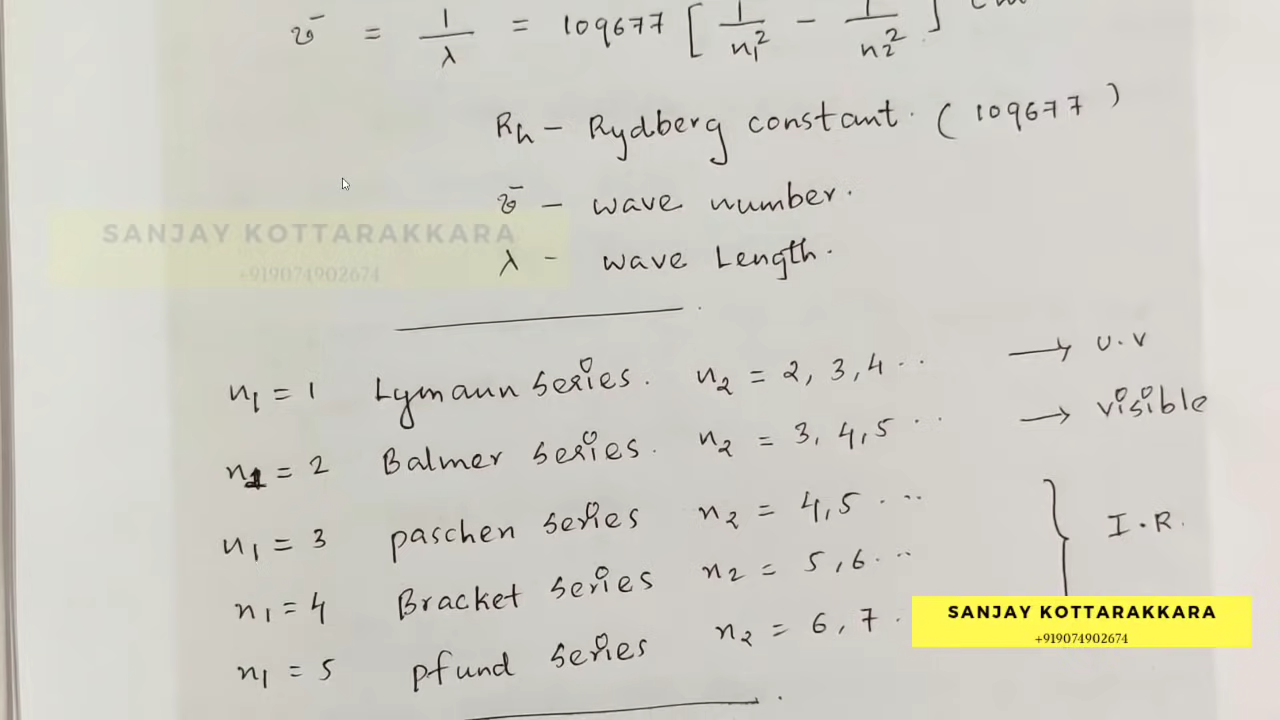 ν̄ = 1/λ = 109677 [ 1/n₁² − 1/n₂² ]
Rh – Rydberg constant. ( 109677 )
ν̄ – wave number.
SANJAY KOTTARAKKARA
+919074902674
λ - wave Length.
n₁ = 1 Lymann series. n₂ = 2, 3, 4 .. → U.V
n₁ = 2 Balmer series. n₂ = 3, 4, 5 .. → visible
n₁ = 3 paschen series n₂ = 4, 5 ... } I.R.
n₁ = 4 Bracket series n₂ = 5, 6 ...
n₁ = 5 pfund series n₂ = 6, 7 .
SANJAY KOTTARAKKARA
+919074902674